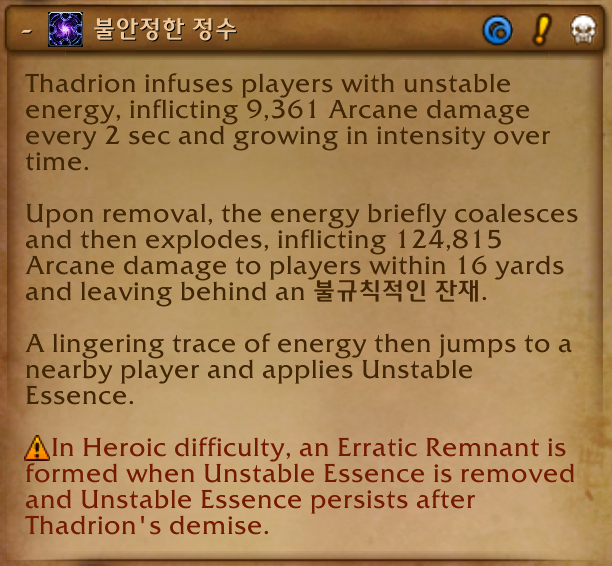 - 불안정한 정수
Thadrion infuses players with unstable
energy, inflicting 9,361 Arcane damage
every 2 sec and growing in intensity over
time.
Upon removal, the energy briefly coalesces
and then explodes, inflicting 124,815
Arcane damage to players within 16 yards
and leaving behind an 불규칙적인 잔재.
A lingering trace of energy then jumps to a
nearby player and applies Unstable
Essence.
In Heroic difficulty, an Erratic Remnant is
formed when Unstable Essence is removed
and Unstable Essence persists after
Thadrion's demise.